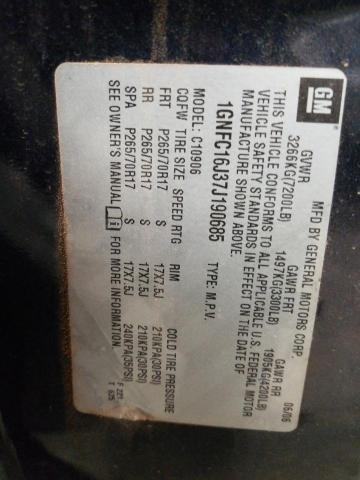 GM
MFD BY GENERAL MOTORS CORP. 06/06
GVWR GAWR FRT GAWR RR
3266KG(7200LB) 1497KG(3300LB) 1905KG(4200LB)
THIS VEHICLE CONFORMS TO ALL APPLICABLE U.S. FEDERAL MOTOR
VEHICLE SAFETY STANDARDS IN EFFECT ON THE DATE OF
MANUFACTURE SHOWN ABOVE.
1GNFC16J37J190685 TYPE: M.P.V.
MODEL: C10906
CQFW TIRE SIZE SPEED RTG RIM COLD TIRE PRESSURE
FRT P265/70R17 S 17X7.5J 210KPA(30PSI)
RR P265/70R17 S 17X7.5J 210KPA(30PSI)
SPA P265/70R17 S 17X7.5J 240KPA(35PSI)
SEE OWNER'S MANUAL i FOR MORE INFORMATION.